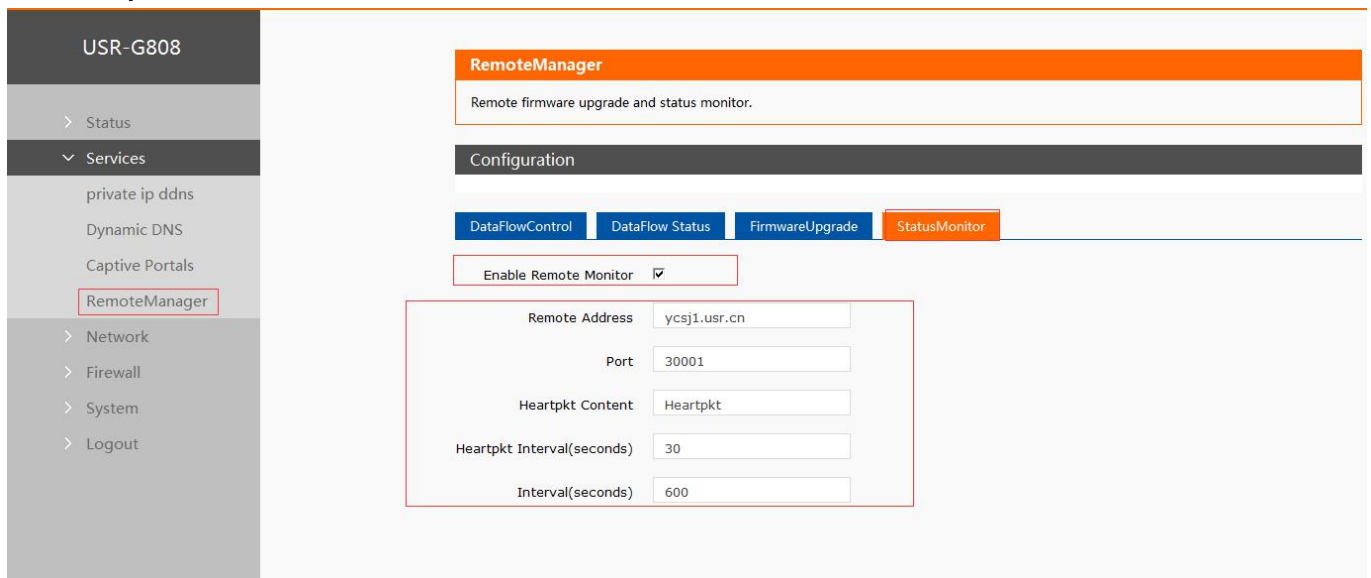 USR-G808
Status
Services
private ip ddns
Dynamic DNS
Captive Portals
RemoteManager
Network
Firewall
System
Logout
RemoteManager
Remote firmware upgrade and status monitor.
Configuration
DataFlowControl DataFlow Status FirmwareUpgrade StatusMonitor
Enable Remote Monitor
Remote Address ycsj1.usr.cn
Port 30001
Heartpkt Content Heartpkt
Heartpkt Interval(seconds) 30
Interval(seconds) 600